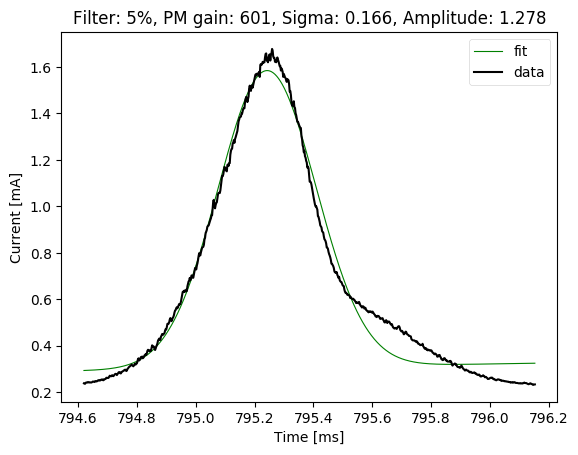 Filter: 5%, PM gain: 601, Sigma: 0.166, Amplitude: 1.278
fit
data
1.6
1.4
1.2
1.0
0.8
0.6
0.4
0.2
Current [mA]
794.6 794.8 795.0 795.2 795.4 795.6 795.8 796.0 796.2
Time [ms]